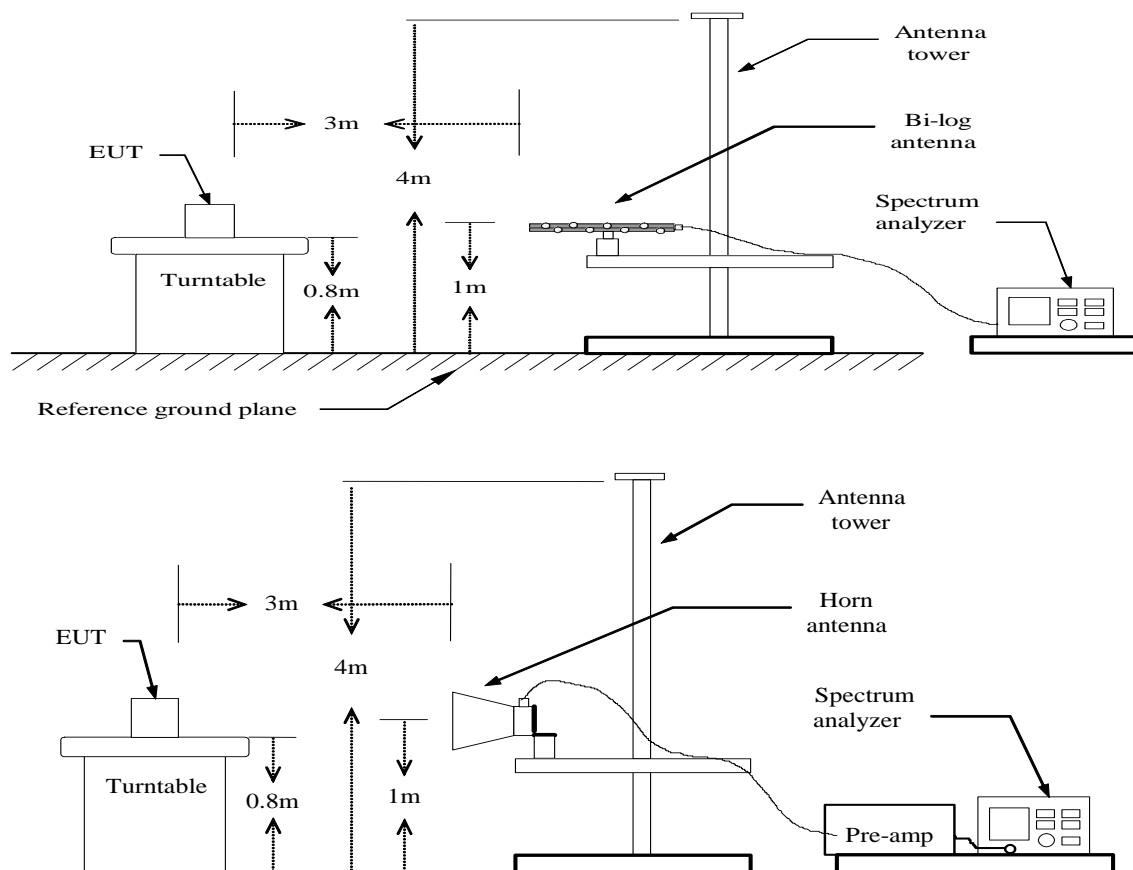 Antenna
tower
3m
Bi-log
antenna
EUT
4m
Spectrum
analyzer
Turntable
0.8m
1m
Reference ground plane
Antenna
tower
3m
Horn
antenna
EUT
4m
Spectrum
analyzer
Turntable
0.8m
1m
Pre-amp